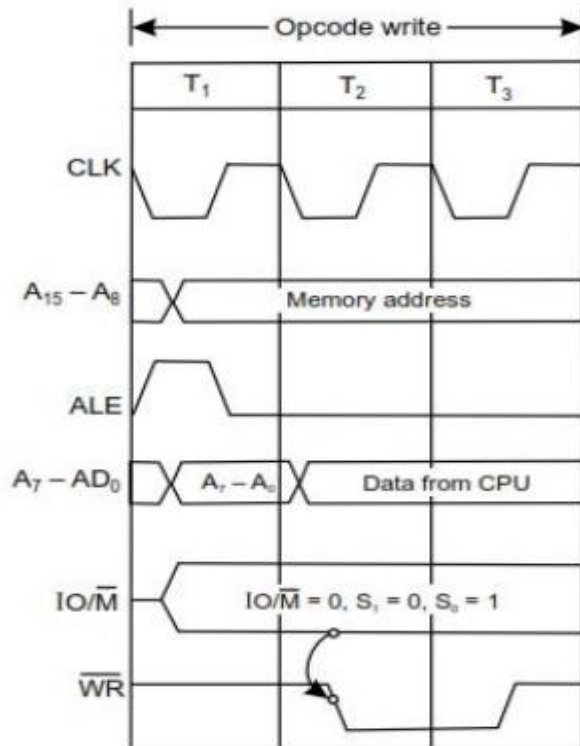 Opcode write
T₁ T₂ T₃
CLK
A₁₅ – A₈ Memory address
ALE
A₇ – AD₀ A₇ – A₀ Data from CPU
IO/M̅ IO/M̅ = 0, S₁ = 0, S₀ = 1
W̅R̅